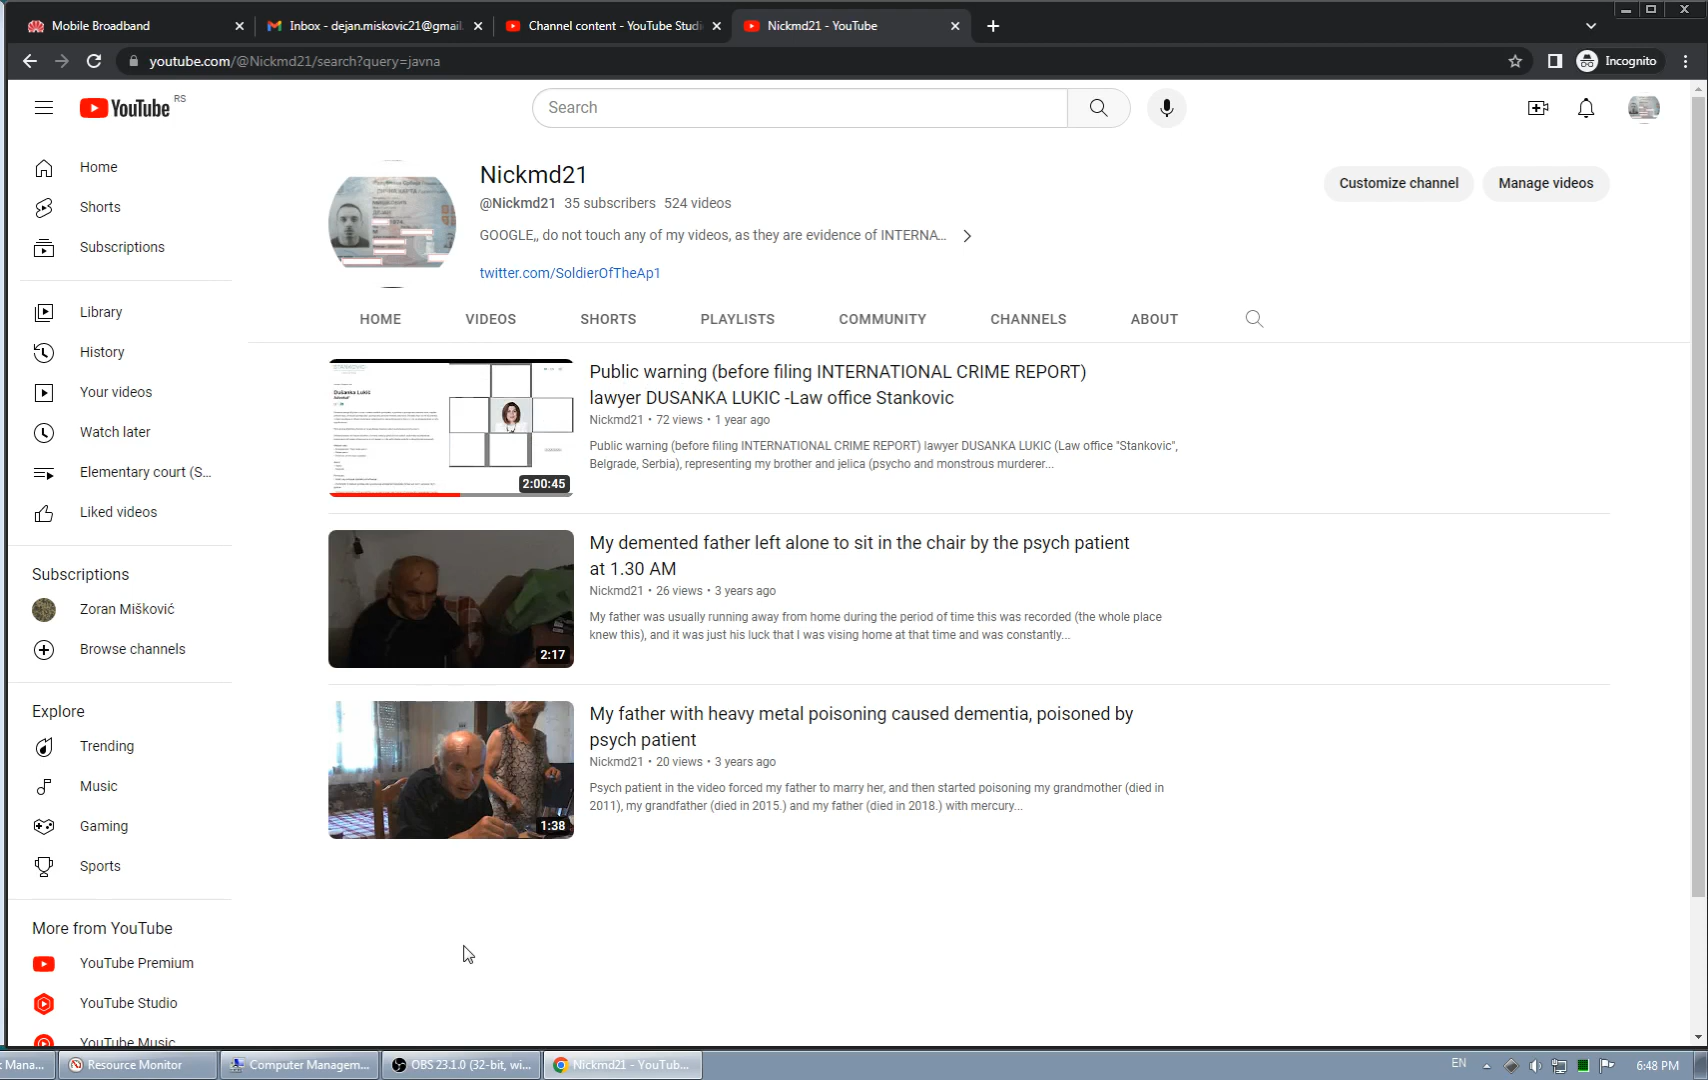 Mobile Broadband
Inbox - dejan.miskovic21@gmail.
Channel content - YouTube Studi
Nickmd21 - YouTube
youtube.com/@Nickmd21/search?query=javna
Incognito
YouTube RS
Search
Home
Shorts
Subscriptions
Library
History
Your videos
Watch later
Elementary court (S...
Liked videos
Subscriptions
Zoran Mišković
Browse channels
Explore
Trending
Music
Gaming
Sports
More from YouTube
YouTube Premium
YouTube Studio
YouTube Music
Nickmd21
@Nickmd21 35 subscribers 524 videos
GOOGLE,, do not touch any of my videos, as they are evidence of INTERNA...
twitter.com/SoldierOfTheAp1
Customize channel
Manage videos
HOME VIDEOS SHORTS PLAYLISTS COMMUNITY CHANNELS ABOUT
Dušanka Lukić
2:00:45
Public warning (before filing INTERNATIONAL CRIME REPORT)
lawyer DUSANKA LUKIC -Law office Stankovic
Nickmd21 • 72 views • 1 year ago
Public warning (before filing INTERNATIONAL CRIME REPORT) lawyer DUSANKA LUKIC (Law office "Stankovic",
Belgrade, Serbia), representing my brother and jelica (psycho and monstrous murderer...
2:17
My demented father left alone to sit in the chair by the psych patient
at 1.30 AM
Nickmd21 • 26 views • 3 years ago
My father was usually running away from home during the period of time this was recorded (the whole place
knew this), and it was just his luck that I was vising home at that time and was constantly...
1:38
My father with heavy metal poisoning caused dementia, poisoned by
psych patient
Nickmd21 • 20 views • 3 years ago
Psych patient in the video forced my father to marry her, and then started poisoning my grandmother (died in
2011), my grandfather (died in 2015.) and my father (died in 2018.) with mercury...
Mana...
Resource Monitor
Computer Managem...
OBS 23.1.0 (32-bit, wi...
Nickmd21 - YouTub...
EN
6:48 PM